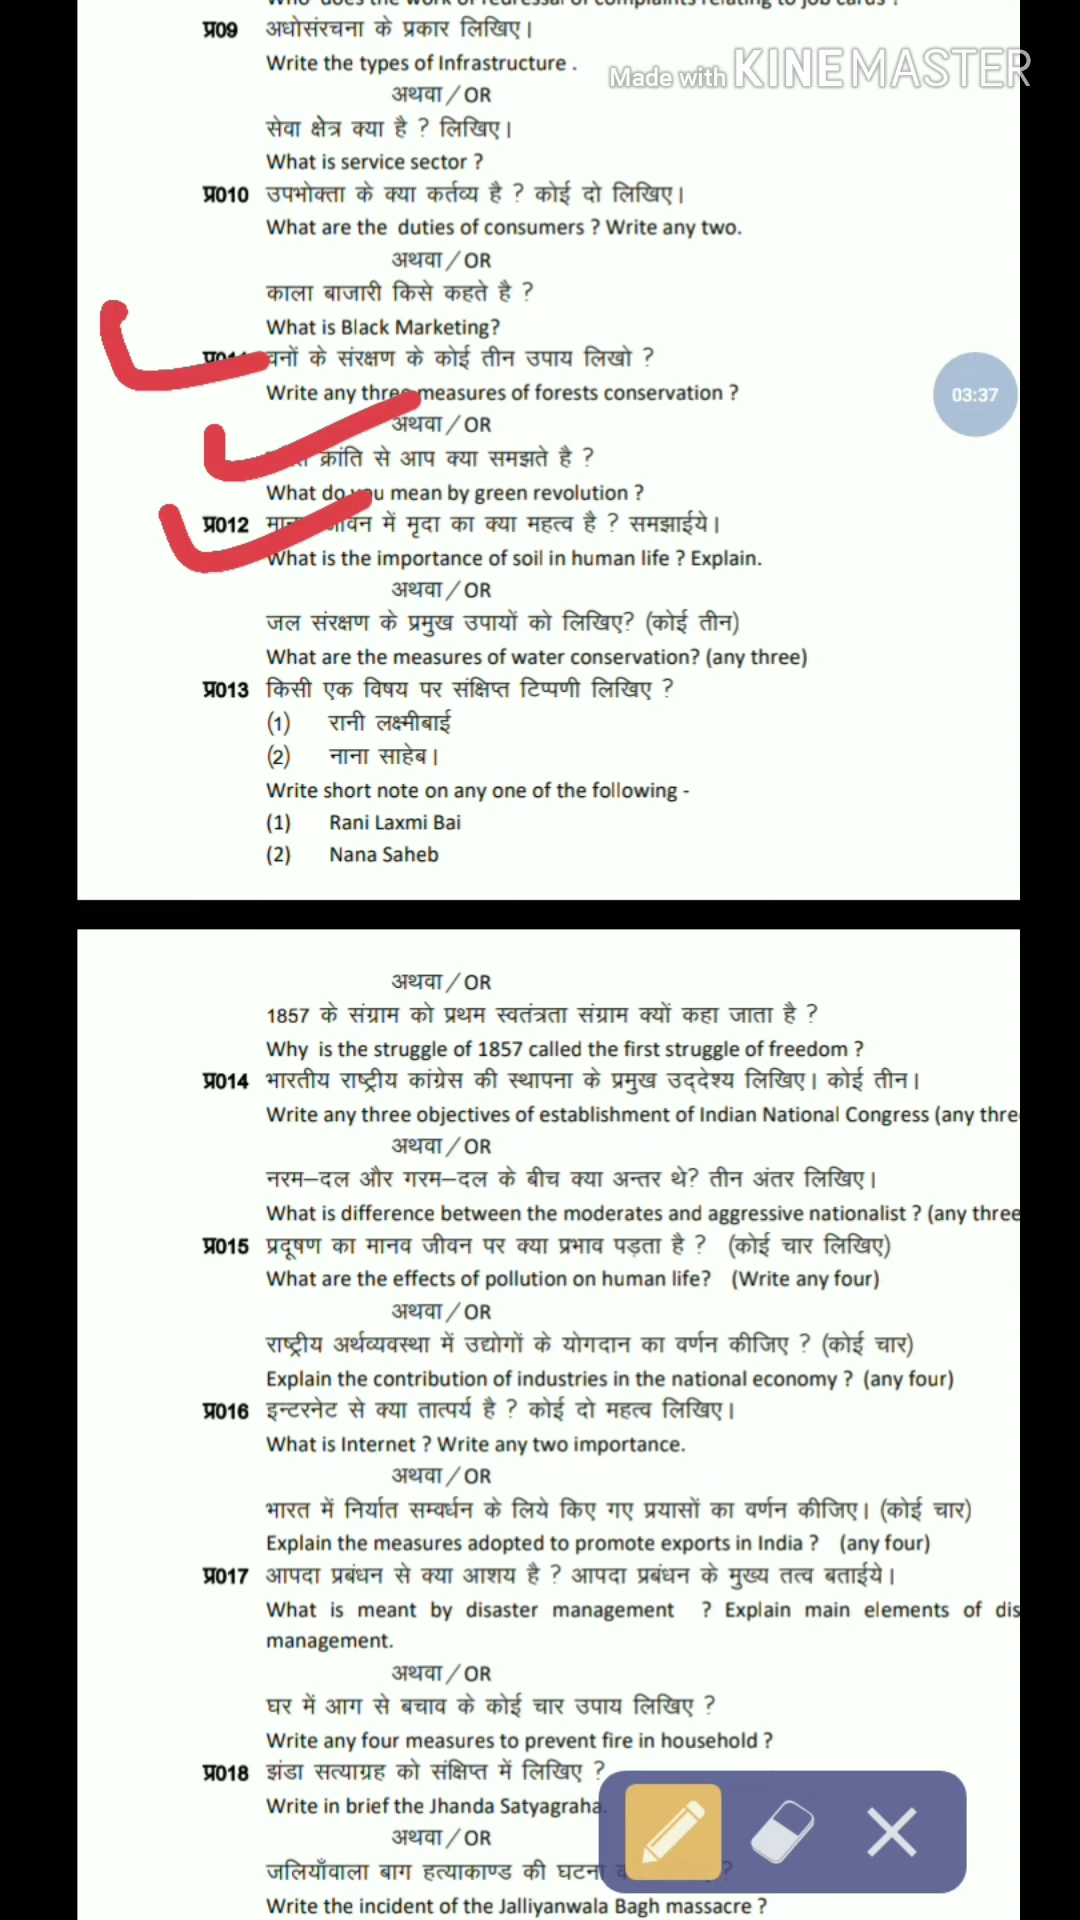 Who does the work of redressal of complaints relating to job cards ?
प्र09 अधोसंरचना के प्रकार लिखिए।
Write the types of Infrastructure .
Made with KINEMASTER
अथवा / OR
सेवा क्षेत्र क्या है ? लिखिए।
What is service sector ?
प्र010 उपभोक्ता के क्या कर्तव्य है ? कोई दो लिखिए।
What are the duties of consumers ? Write any two.
अथवा / OR
काला बाजारी किसे कहते है ?
What is Black Marketing?
वनों के संरक्षण के कोई तीन उपाय लिखो ?
Write any three measures of forests conservation ?
03:37
अथवा / OR
क्रांति से आप क्या समझते है ?
What do you mean by green revolution ?
प्र012 जीवन में मृदा का क्या महत्व है ? समझाईये।
What is the importance of soil in human life ? Explain.
अथवा / OR
जल संरक्षण के प्रमुख उपायों को लिखिए? (कोई तीन)
What are the measures of water conservation? (any three)
प्र013 किसी एक विषय पर संक्षिप्त टिप्पणी लिखिए ?
(1) रानी लक्ष्मीबाई
(2) नाना साहेब।
Write short note on any one of the following -
(1) Rani Laxmi Bai
(2) Nana Saheb
अथवा / OR
1857 के संग्राम को प्रथम स्वतंत्रता संग्राम क्यों कहा जाता है ?
Why is the struggle of 1857 called the first struggle of freedom ?
प्र014 भारतीय राष्ट्रीय कांग्रेस की स्थापना के प्रमुख उद्देश्य लिखिए। कोई तीन।
Write any three objectives of establishment of Indian National Congress (any thre
अथवा / OR
नरम–दल और गरम–दल के बीच क्या अन्तर थे? तीन अंतर लिखिए।
What is difference between the moderates and aggressive nationalist ? (any three
प्र015 प्रदूषण का मानव जीवन पर क्या प्रभाव पड़ता है ? (कोई चार लिखिए)
What are the effects of pollution on human life? (Write any four)
अथवा / OR
राष्ट्रीय अर्थव्यवस्था में उद्योगों के योगदान का वर्णन कीजिए ? (कोई चार)
Explain the contribution of industries in the national economy ? (any four)
प्र016 इन्टरनेट से क्या तात्पर्य है ? कोई दो महत्व लिखिए।
What is Internet ? Write any two importance.
अथवा / OR
भारत में निर्यात सम्वर्धन के लिये किए गए प्रयासों का वर्णन कीजिए। (कोई चार)
Explain the measures adopted to promote exports in India ? (any four)
प्र017 आपदा प्रबंधन से क्या आशय है ? आपदा प्रबंधन के मुख्य तत्व बताईये।
What is meant by disaster management ? Explain main elements of dis
management.
अथवा / OR
घर में आग से बचाव के कोई चार उपाय लिखिए ?
Write any four measures to prevent fire in household ?
प्र018 झंडा सत्याग्रह को संक्षिप्त में लिखिए ?
Write in brief the Jhanda Satyagraha.
अथवा / OR
जलियाँवाला बाग हत्याकाण्ड की घटना
Write the incident of the Jalliyanwala Bagh massacre ?